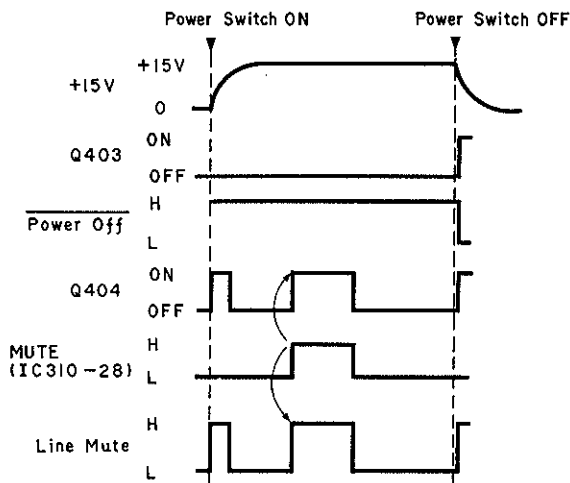 Power Switch ON
Power Switch OFF
+15V
+15V
0
Q403
ON
OFF
Power Off
H
L
Q404
ON
OFF
MUTE
(IC310-28)
H
L
Line Mute
H
L